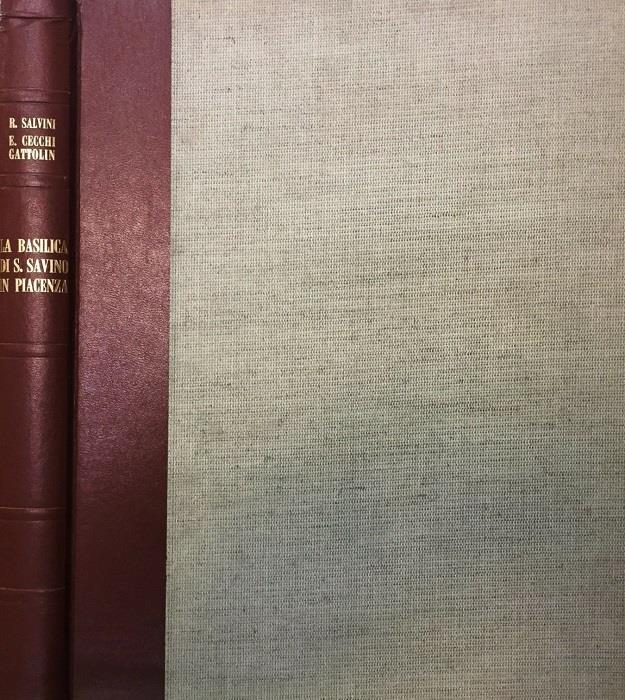 R. SALVINI
E. CECCHI
GATTOLIN
LA BASILICA
DI S. SAVINO
IN PIACENZA